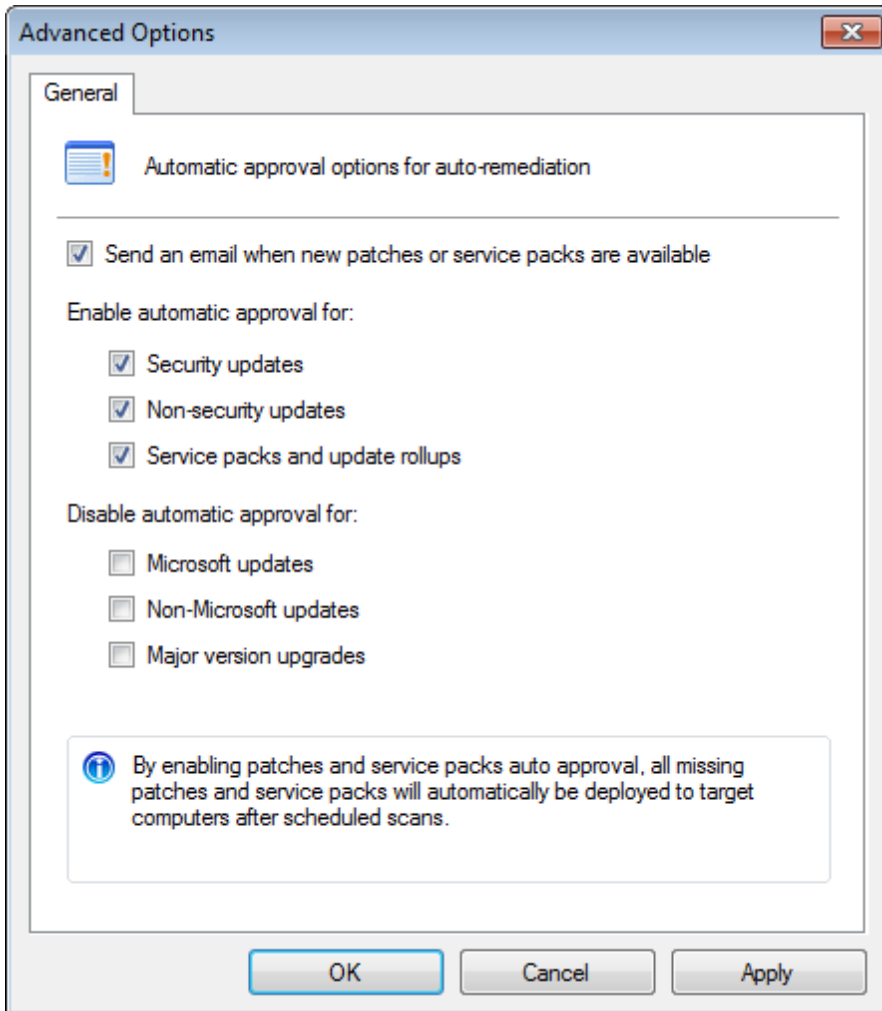 Advanced Options
General
Automatic approval options for auto-remediation
Send an email when new patches or service packs are available
Enable automatic approval for:
Security updates
Non-security updates
Service packs and update rollups
Disable automatic approval for:
Microsoft updates
Non-Microsoft updates
Major version upgrades
By enabling patches and service packs auto approval, all missing
patches and service packs will automatically be deployed to target
computers after scheduled scans.
OK Cancel Apply